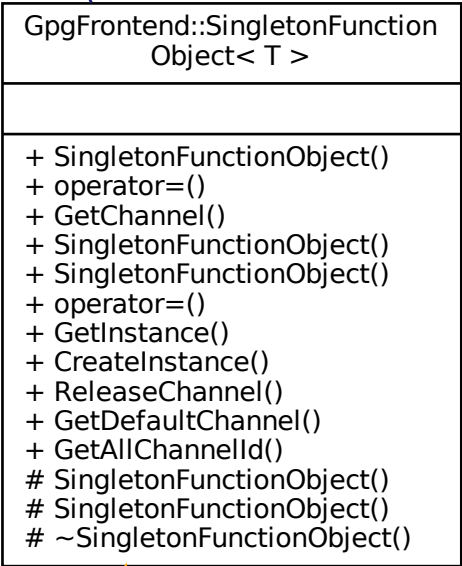 GpgFrontend::SingletonFunction
Object< T >
+ SingletonFunctionObject()
+ operator=()
+ GetChannel()
+ SingletonFunctionObject()
+ SingletonFunctionObject()
+ operator=()
+ GetInstance()
+ CreateInstance()
+ ReleaseChannel()
+ GetDefaultChannel()
+ GetAllChannelId()
# SingletonFunctionObject()
# SingletonFunctionObject()
# ~SingletonFunctionObject()